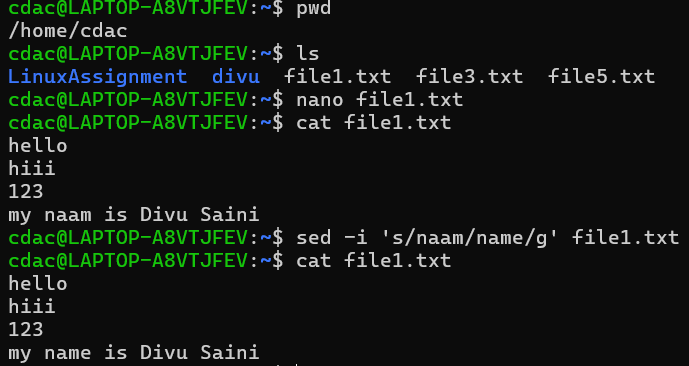 cdac@LAPTOP-A8VTJFEV:~$ pwd
/home/cdac
cdac@LAPTOP-A8VTJFEV:~$ ls
LinuxAssignment  divu  file1.txt  file3.txt  file5.txt
cdac@LAPTOP-A8VTJFEV:~$ nano file1.txt
cdac@LAPTOP-A8VTJFEV:~$ cat file1.txt
hello
hiii
123
my naam is Divu Saini
cdac@LAPTOP-A8VTJFEV:~$ sed -i 's/naam/name/g' file1.txt
cdac@LAPTOP-A8VTJFEV:~$ cat file1.txt
hello
hiii
123
my name is Divu Saini